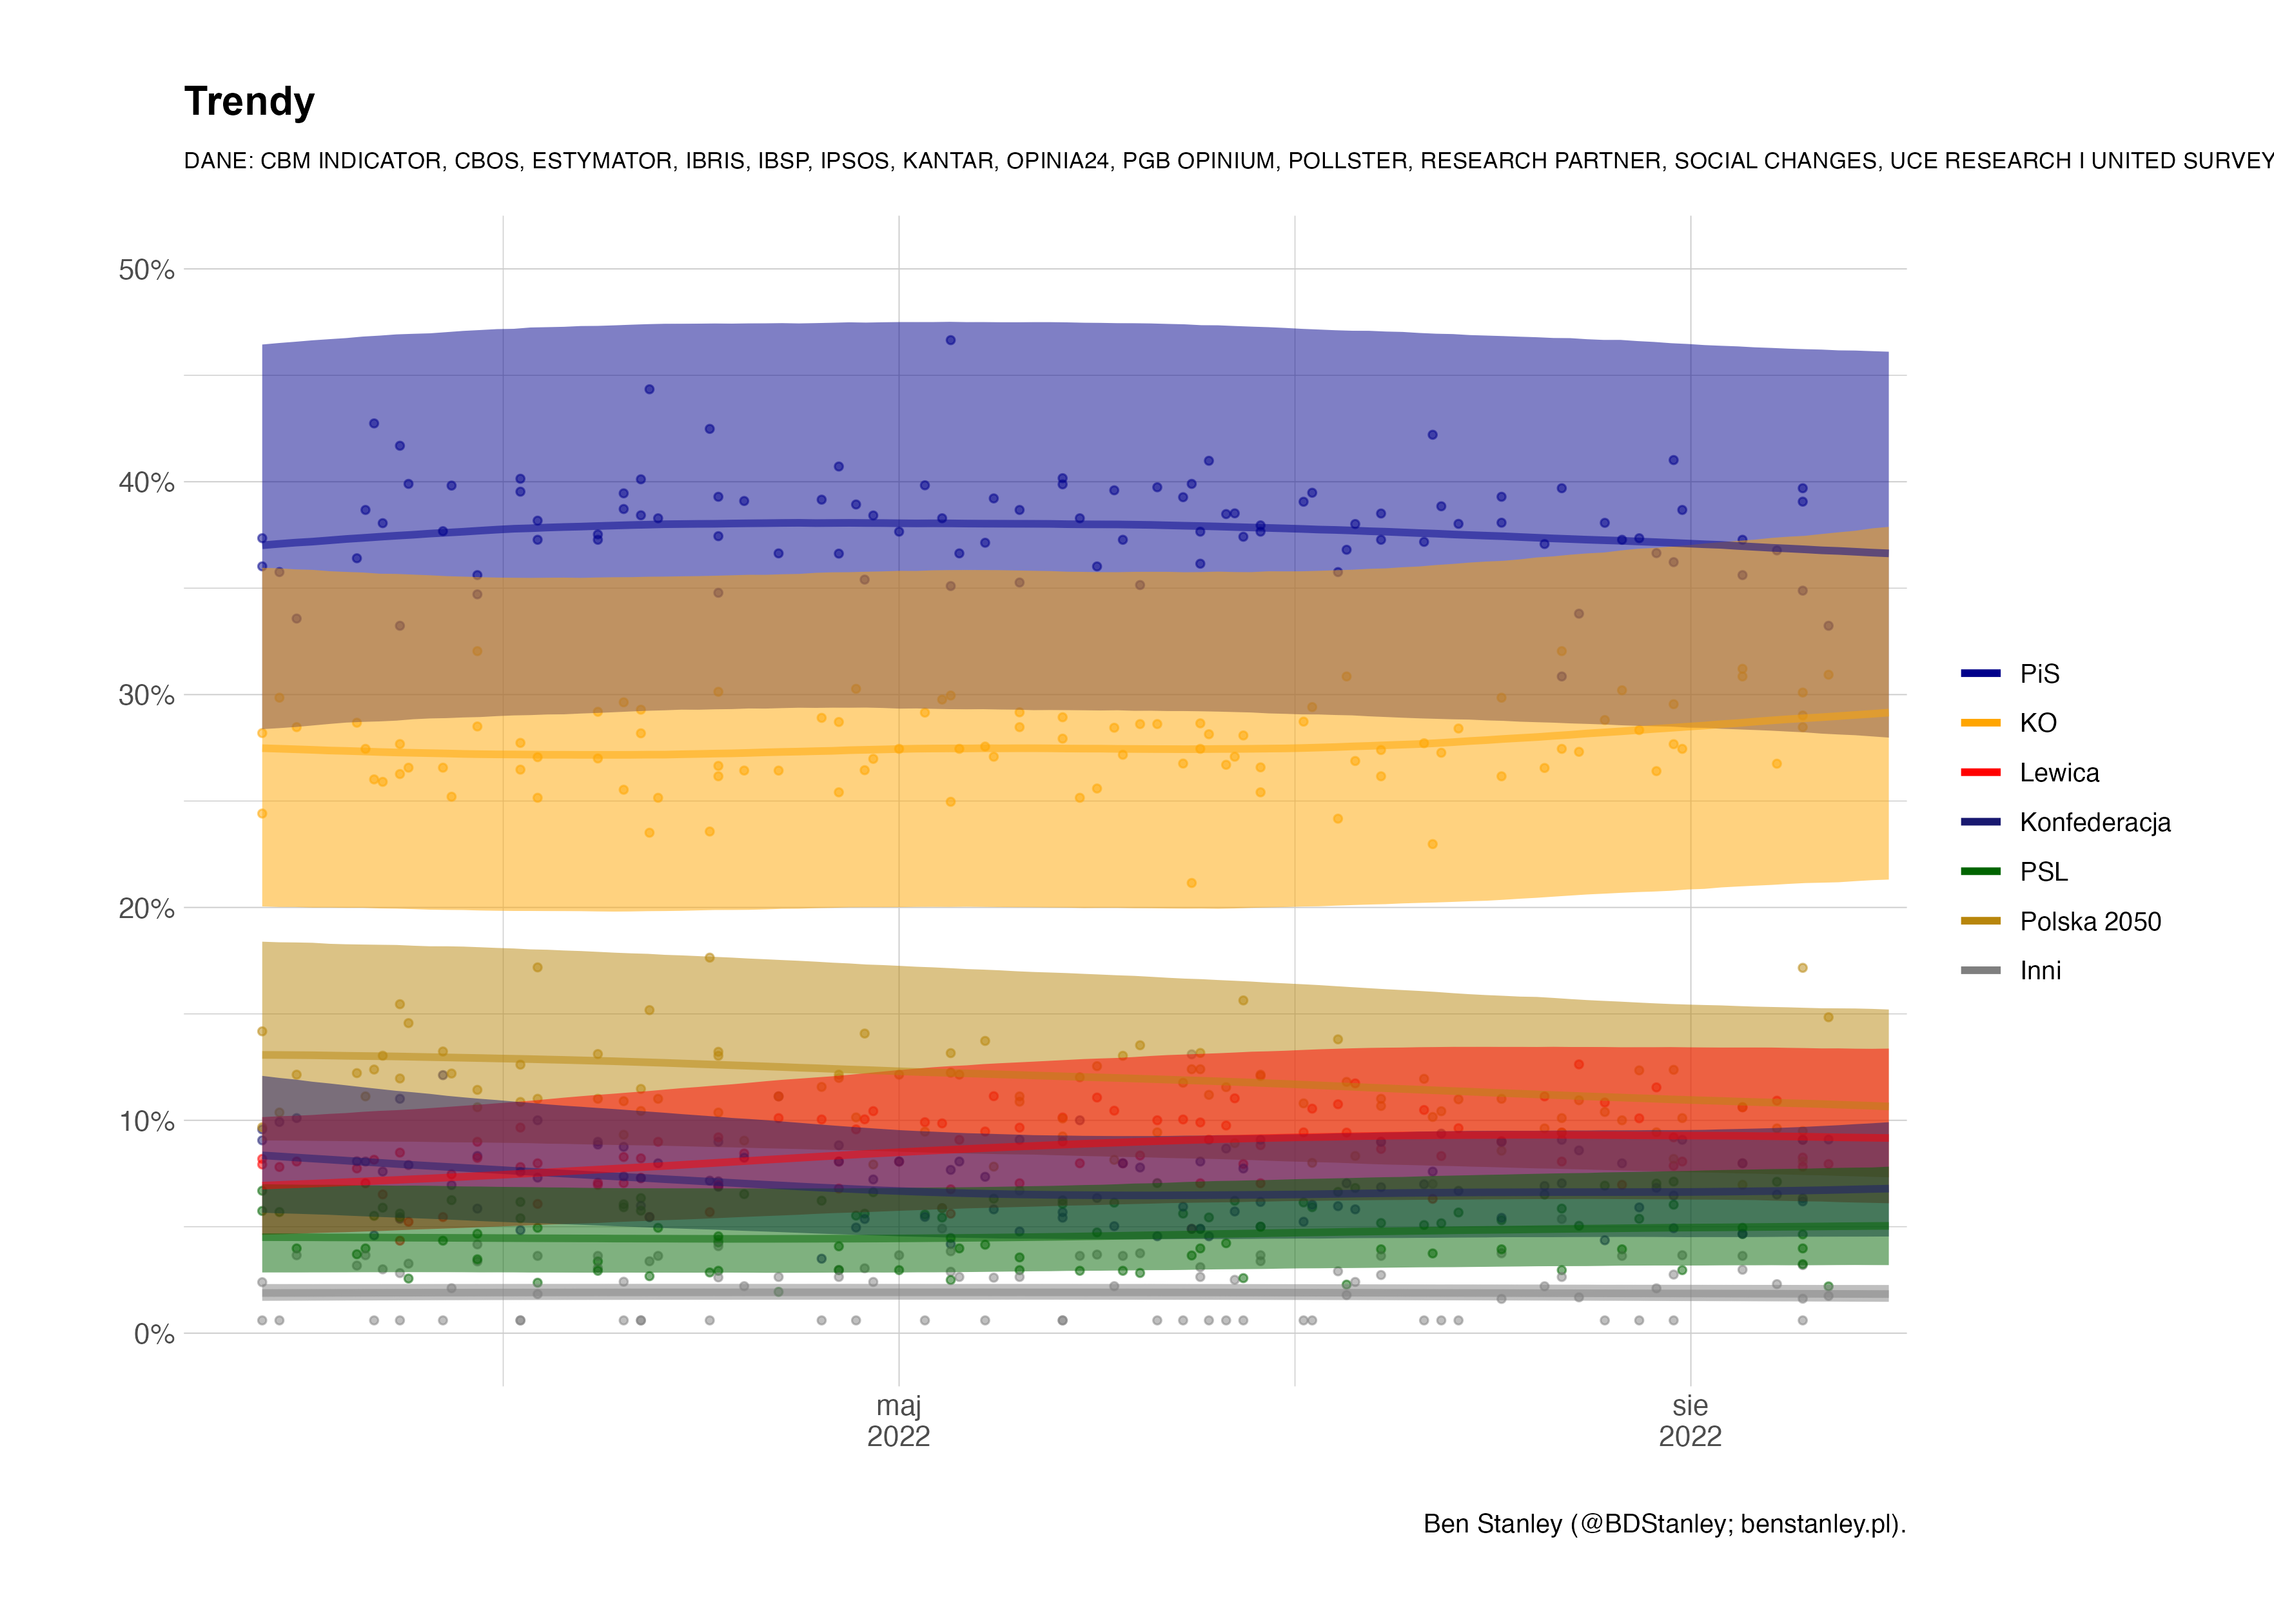 Trendy
DANE: CBM INDICATOR, CBOS, ESTYMATOR, IBRIS, IBSP, IPSOS, KANTAR, OPINIA24, PGB OPINIUM, POLLSTER, RESEARCH PARTNER, SOCIAL CHANGES, UCE RESEARCH I UNITED SURVEY
50%
40%
30%
20%
10%
0%
maj
2022
sie
2022
PiS
KO
Lewica
Konfederacja
PSL
Polska 2050
Inni
Ben Stanley (@BDStanley; benstanley.pl).